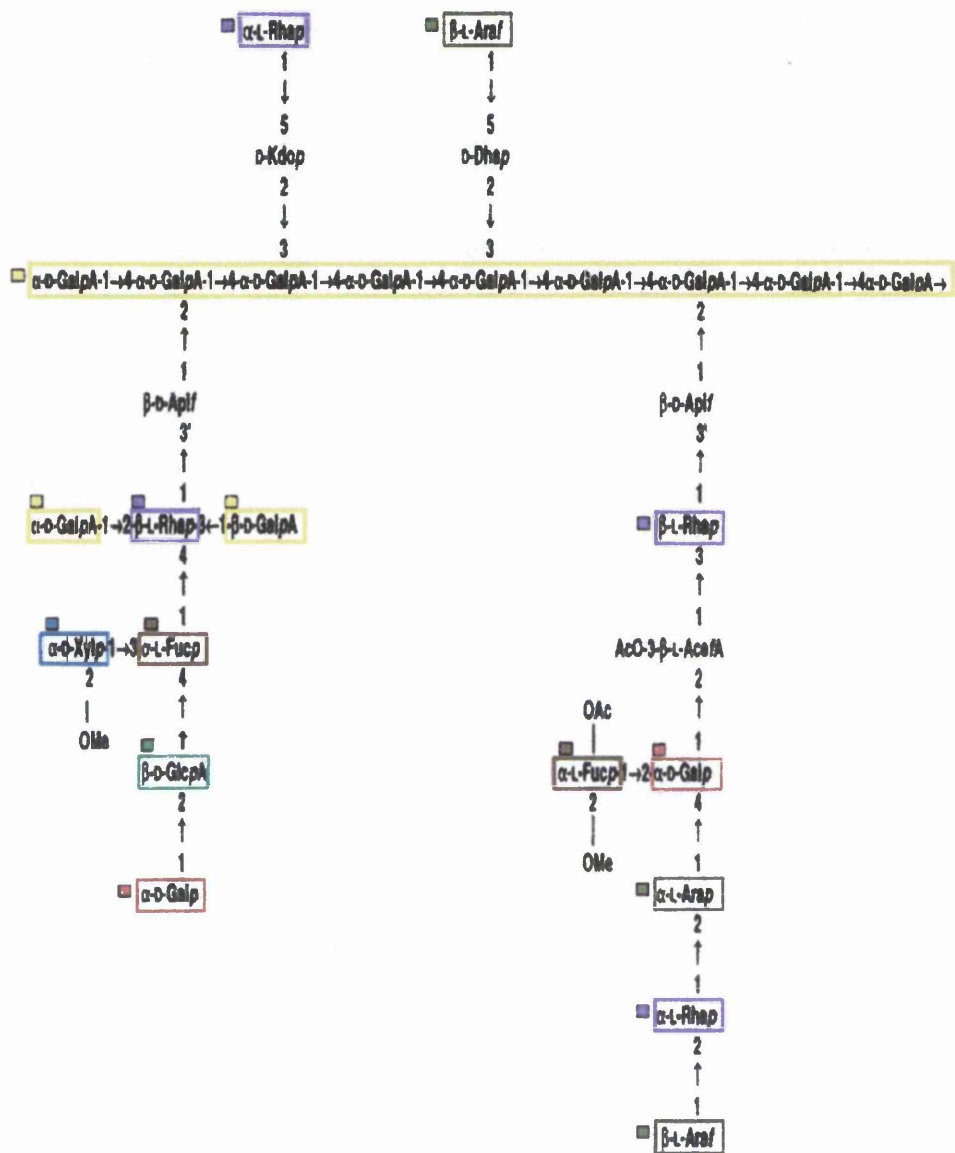 α-L-Rhap β-L-Araf
1 1
↓ ↓
5 5
D-Kdop D-Dhap
2 2
↓ ↓
3 3
α-D-GalpA-1→4-α-D-GalpA-1→4-α-D-GalpA-1→4-α-D-GalpA-1→4-α-D-GalpA-1→4-α-D-GalpA-1→4-α-D-GalpA-1→4-α-D-GalpA-1→4α-D-GalpA→
2 2
↑ ↑
1 1
β-D-Apif β-D-Apif
3' 3'
↑ ↑
1 1
α-D-GalpA-1→2-β-L-Rhap-3←1-β-D-GalpA β-L-Rhap
4 3
↑ ↑
1 1
α-D-Xylp-1→3 α-L-Fucp AcO-3-β-L-AcefA
2 4 2
↑ ↑
OMe OAc
↑ 1
β-D-GlcpA α-L-Fucp-1→2 α-D-Galp
2 2 4
↑ ↑
1 OMe 1
α-D-Galp α-L-Arap
2
↑
1
α-L-Rhap
2
↑
1
β-L-Araf